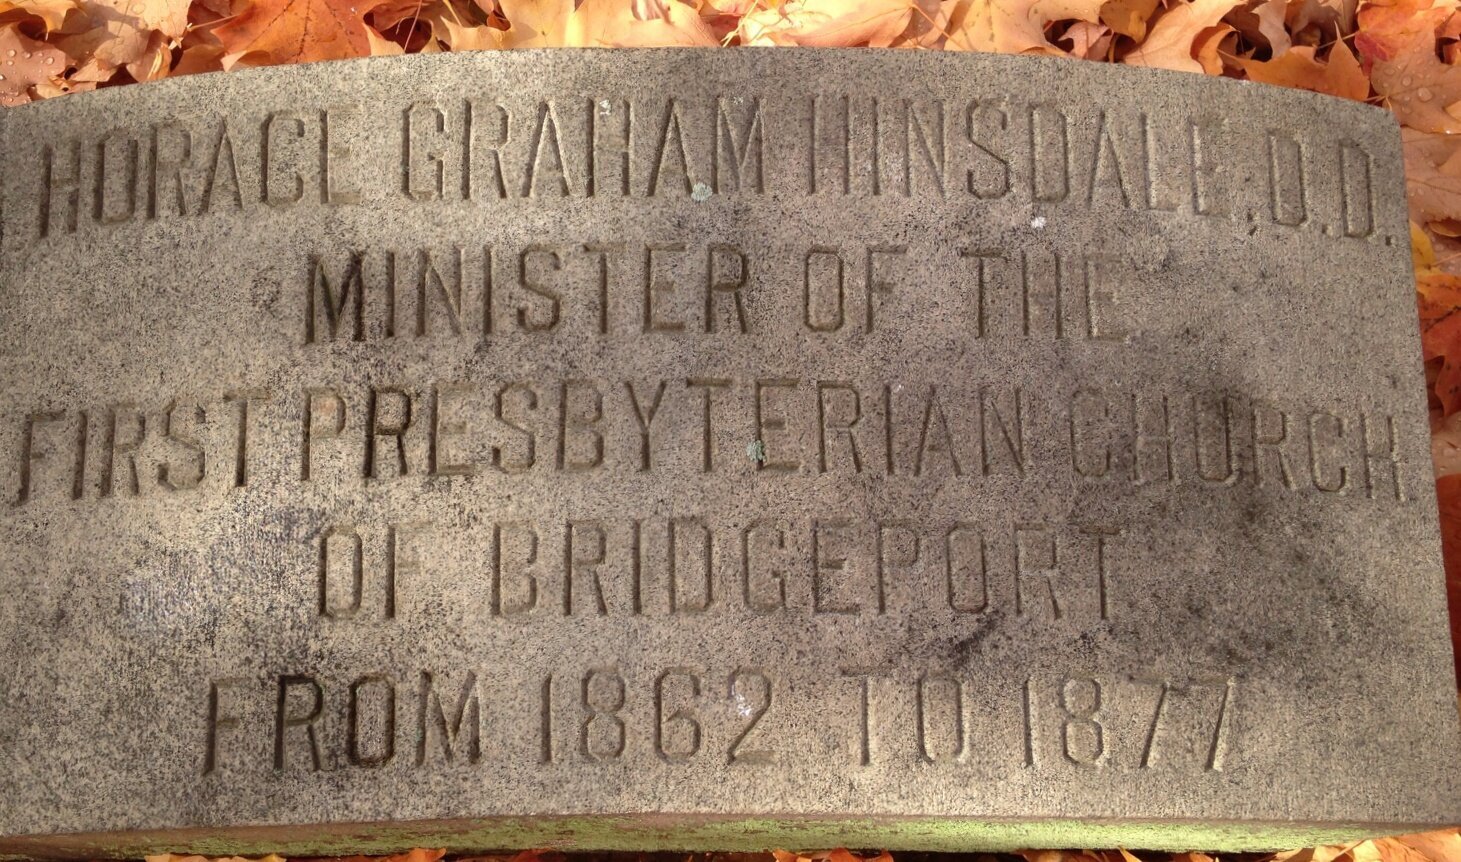 HORACE GRAHAM HINSDALE, D.D.
MINISTER OF THE
FIRST PRESBYTERIAN CHURCH
OF BRIDGEPORT
FROM 1862 TO 1877